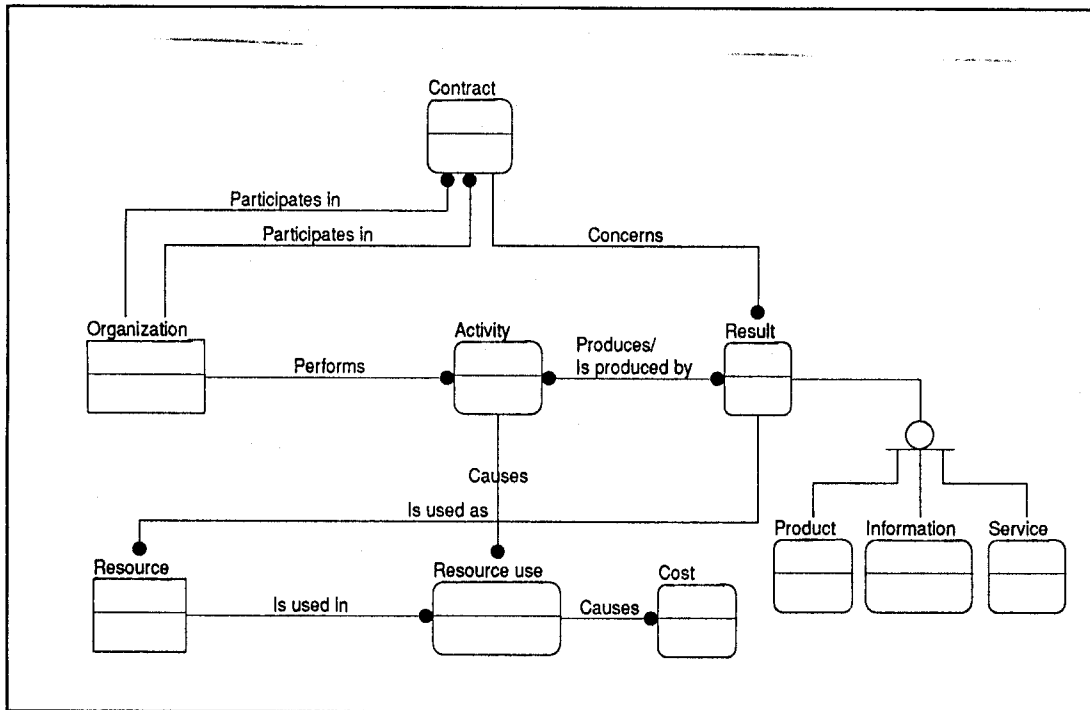 Contract
Participates in
Participates in
Concerns
Organization
Activity
Result
Performs
Produces/
Is produced by
Causes
Is used as
Product
Information
Service
Resource
Resource use
Cost
Is used in
Causes